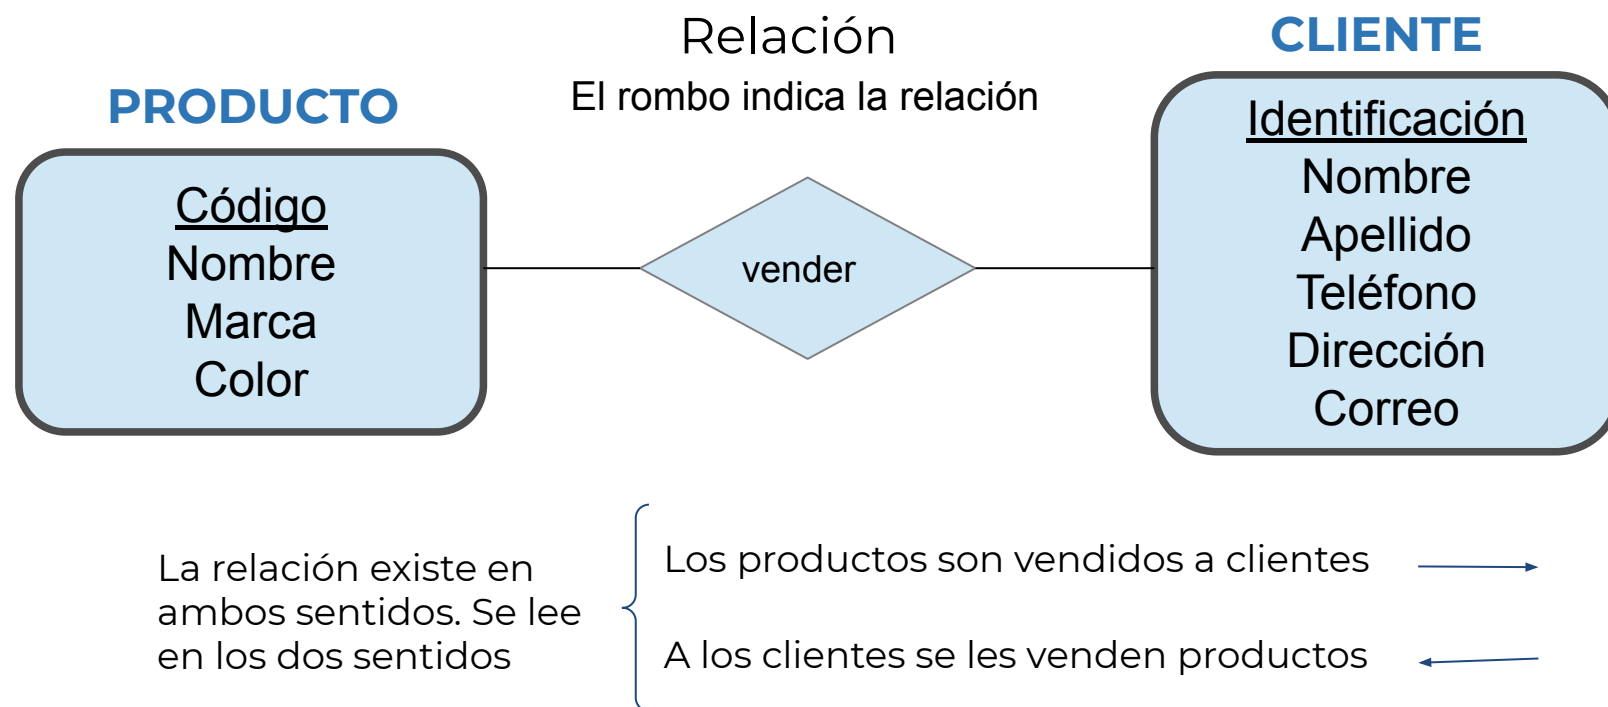 Relación
El rombo indica la relación
PRODUCTO
Código
Nombre
Marca
Color
vender
CLIENTE
Identificación
Nombre
Apellido
Teléfono
Dirección
Correo
La relación existe en
ambos sentidos. Se lee
en los dos sentidos
Los productos son vendidos a clientes
A los clientes se les venden productos